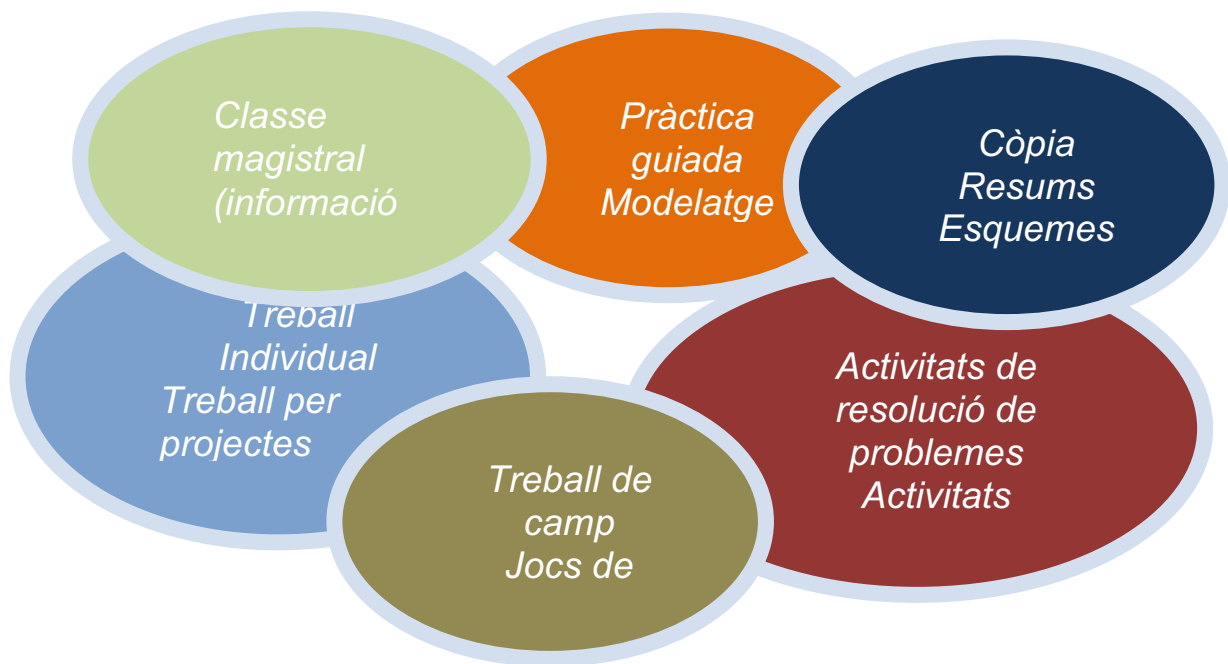 Classe
magistral
(informació
Pràctica
guiada
Modelatge
Còpia
Resums
Esquemes
Treball
Individual
Treball per
projectes
Activitats de
resolució de
problemes
Activitats
Treball de
camp
Jocs de